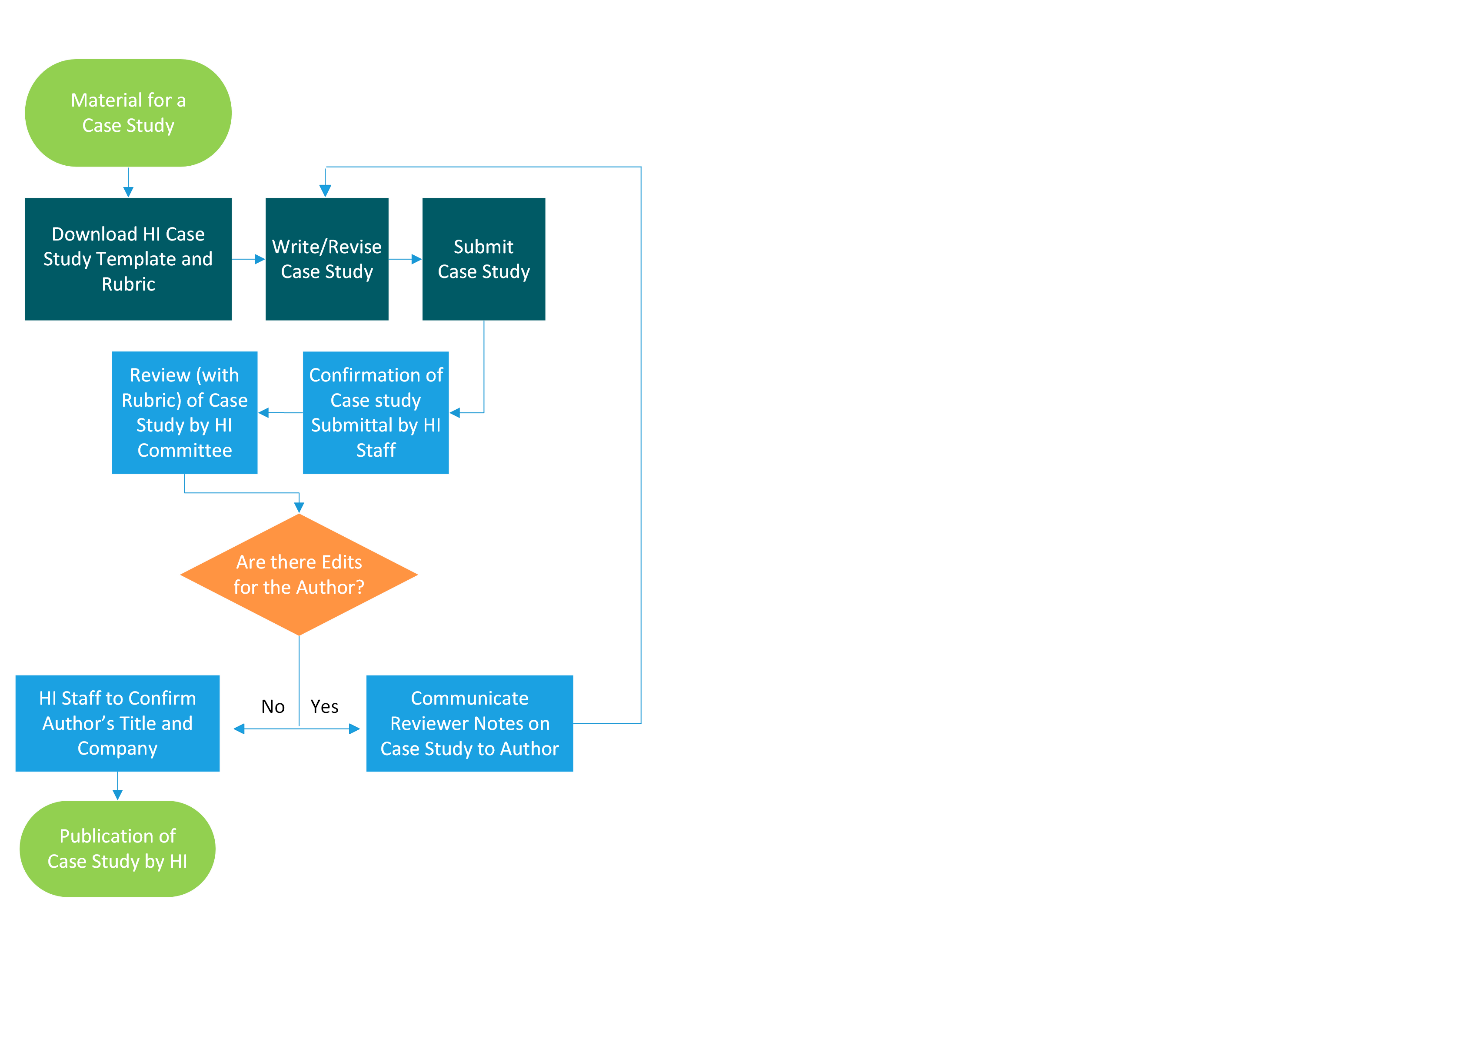 Material for a
Case Study
Download HI Case
Study Template and
Rubric
Write/Revise
Case Study
Submit
Case Study
Review (with
Rubric) of Case
Study by HI
Committee
Confirmation of
Case study
Submittal by HI
Staff
Are there Edits
for the Author?
No
Yes
HI Staff to Confirm
Author’s Title and
Company
Communicate
Reviewer Notes on
Case Study to Author
Publication of
Case Study by HI